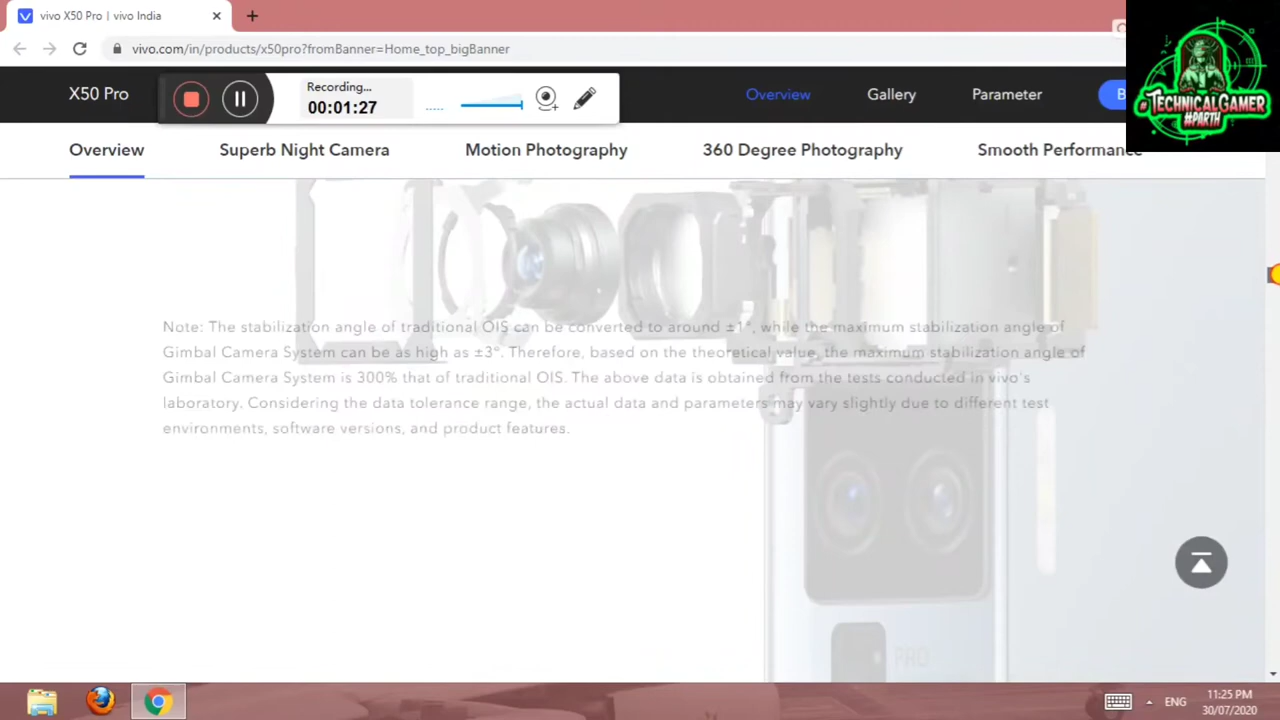 vivo X50 Pro | vivo India
vivo.com/in/products/x50pro?fromBanner=Home_top_bigBanner
X50 Pro
Recording...
00:01:27
Overview
Gallery
Parameter
B
#TECHNICALGAMER
#PARTH
Overview
Superb Night Camera
Motion Photography
360 Degree Photography
Smooth Performance
Note: The stabilization angle of traditional OIS can be converted to around ±1°, while the maximum stabilization angle of
Gimbal Camera System can be as high as ±3°. Therefore, based on the theoretical value, the maximum stabilization angle of
Gimbal Camera System is 300% that of traditional OIS. The above data is obtained from the tests conducted in vivo's
laboratory. Considering the data tolerance range, the actual data and parameters may vary slightly due to different test
environments, software versions, and product features.
PRO
ENG
11:25 PM
30/07/2020